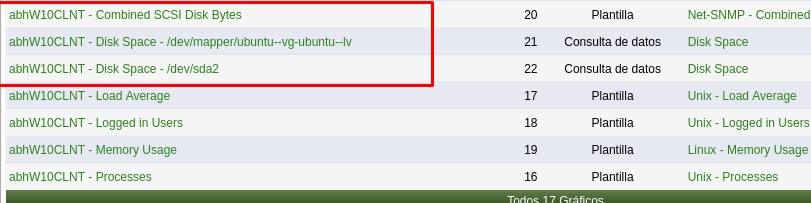 abhW10CLNT - Combined SCSI Disk Bytes 20 Plantilla Net-SNMP - Combined
abhW10CLNT - Disk Space - /dev/mapper/ubuntu--vg-ubuntu--lv 21 Consulta de datos Disk Space
abhW10CLNT - Disk Space - /dev/sda2 22 Consulta de datos Disk Space
abhW10CLNT - Load Average 17 Plantilla Unix - Load Average
abhW10CLNT - Logged in Users 18 Plantilla Unix - Logged in Users
abhW10CLNT - Memory Usage 19 Plantilla Linux - Memory Usage
abhW10CLNT - Processes 16 Plantilla Unix - Processes
Todos 17 Gráficos